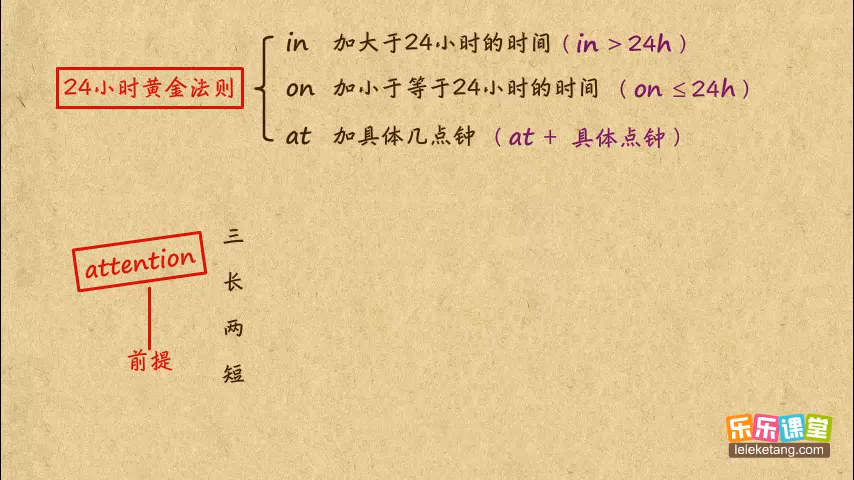 in 加大于24小时的时间（in > 24h）
24小时黄金法则
on 加小于等于24小时的时间（on ≤ 24h）
at 加具体几点钟（at + 具体点钟）
attention
前提
三
长
两
短
乐乐课堂
leleketang.com